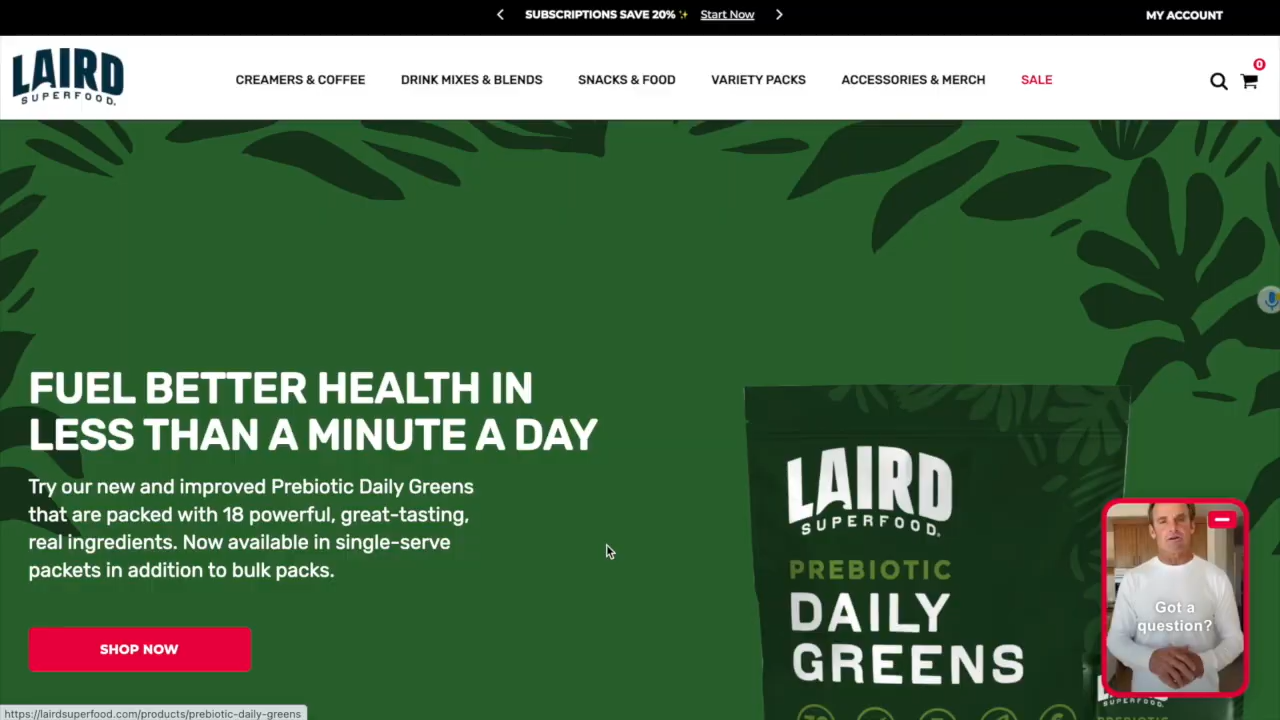 SUBSCRIPTIONS SAVE 20%✨ Start Now
MY ACCOUNT
LAIRD
SUPERFOOD.
CREAMERS & COFFEE
DRINK MIXES & BLENDS
SNACKS & FOOD
VARIETY PACKS
ACCESSORIES & MERCH
SALE
0
FUEL BETTER HEALTH IN
LESS THAN A MINUTE A DAY
Try our new and improved Prebiotic Daily Greens
that are packed with 18 powerful, great-tasting,
real ingredients. Now available in single-serve
packets in addition to bulk packs.
SHOP NOW
LAIRD
SUPERFOOD.
PREBIOTIC
DAILY
GREENS
Got a
question?
SUPERFOOD.
https://lairdsuperfood.com/products/prebiotic-daily-greens